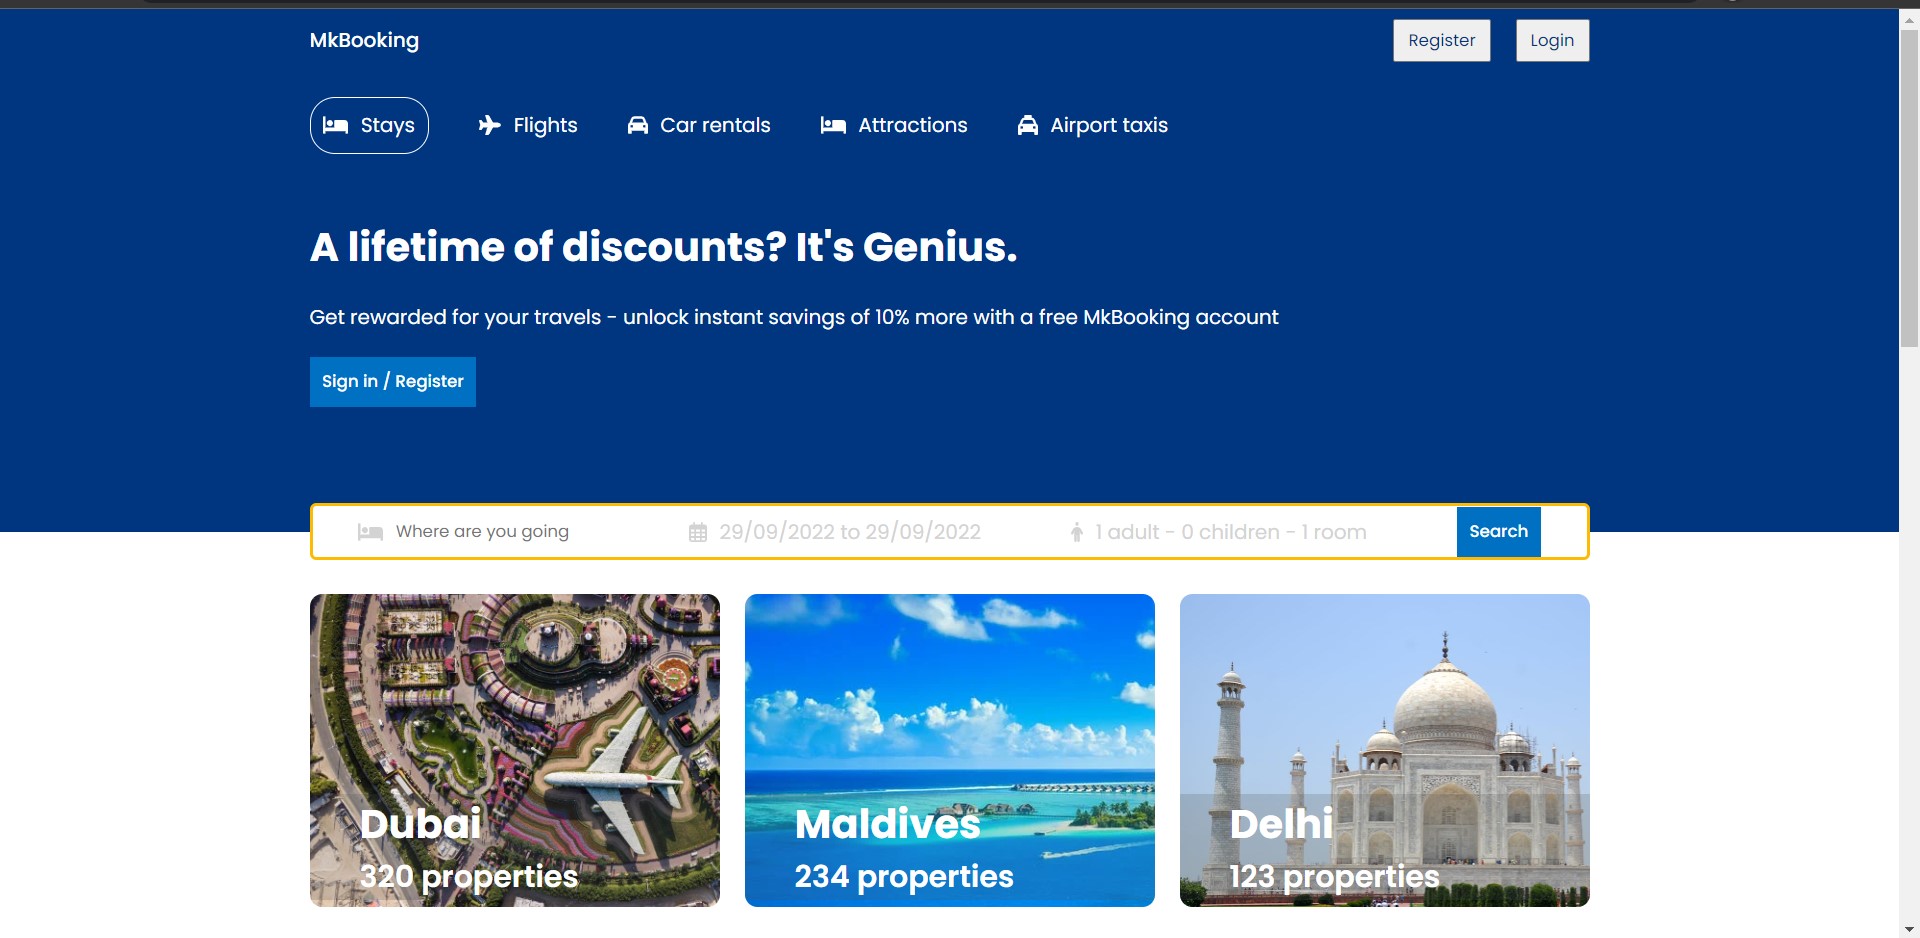 MkBooking
Register
Login
Stays
Flights
Car rentals
Attractions
Airport taxis
A lifetime of discounts? It's Genius.
Get rewarded for your travels - unlock instant savings of 10% more with a free MkBooking account
Sign in / Register
Where are you going
29/09/2022 to 29/09/2022
1 adult - 0 children - 1 room
Search
Dubai
320 properties
Maldives
234 properties
Delhi
123 properties